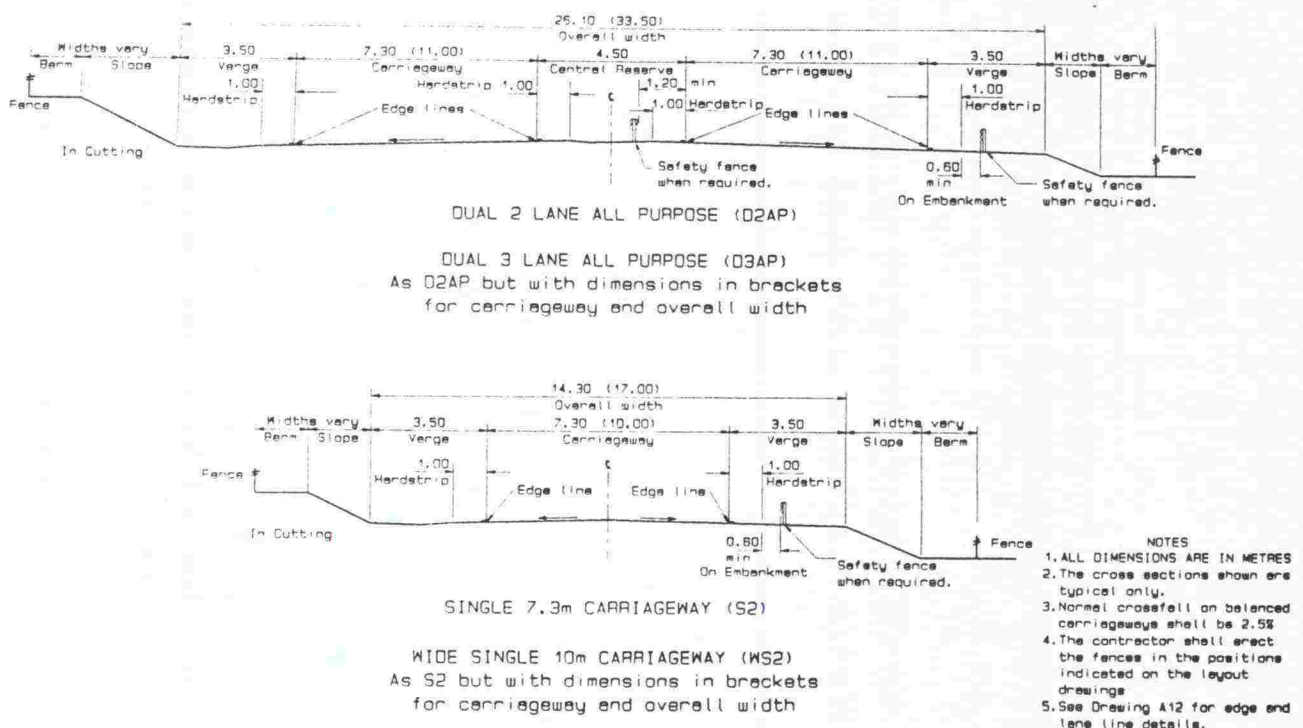 26.10 (33.50)
Overall width
Widths vary 3.50 7.30 (11.00) 4.50 7.30 (11.00) 3.50 Widths vary
Berm Slope Verge Carriageway Central Reserve Carriageway Verge Slope Berm
1.00 Hardstrip 1.00 1.20 min 1.00
Hardstrip 1.00 Hardstrip Hardstrip
Fence Edge lines Edge lines
In Cutting Fence
Safety fence when required.
0.60 min
On Embankment
Safety fence when required.
DUAL 2 LANE ALL PURPOSE (D2AP)
DUAL 3 LANE ALL PURPOSE (D3AP)
As D2AP but with dimensions in brackets
for carriageway and overall width
14.30 (17.00)
Overall width
Widths vary 3.50 7.30 (10.00) 3.50 Widths vary
Berm Slope Verge Carriageway Verge Slope Berm
1.00 1.00
Hardstrip Hardstrip
Fence Edge line Edge line
In Cutting Fence
0.60 min
On Embankment
Safety fence when required.
SINGLE 7.3m CARRIAGEWAY (S2)
WIDE SINGLE 10m CARRIAGEWAY (WS2)
As S2 but with dimensions in brackets
for carriageway and overall width
NOTES
1. ALL DIMENSIONS ARE IN METRES
2. The cross sections shown are
typical only.
3. Normal crossfall on balanced
carriageways shall be 2.5%
4. The contractor shall erect
the fences in the positions
indicated on the layout
drawings
5. See Drawing A12 for edge and
lane line details.